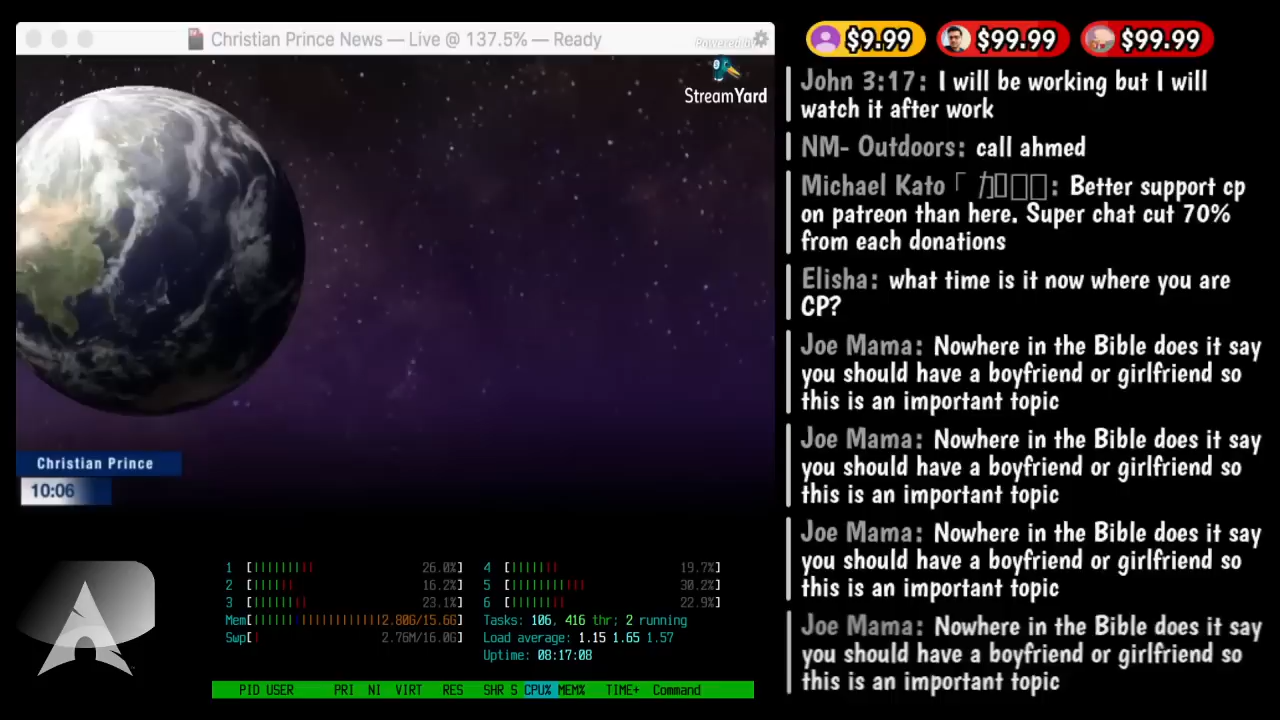 Christian Prince News — Live @ 137.5% — Ready
Powered by
StreamYard
Christian Prince
10:06
$9.99 $99.99 $99.99
John 3:17: I will be working but I will
watch it after work
NM- Outdoors: call ahmed
Michael Kato「 加: Better support cp
on patreon than here. Super chat cut 70%
from each donations
Elisha: what time is it now where you are
CP?
Joe Mama: Nowhere in the Bible does it say
you should have a boyfriend or girlfriend so
this is an important topic
Joe Mama: Nowhere in the Bible does it say
you should have a boyfriend or girlfriend so
this is an important topic
Joe Mama: Nowhere in the Bible does it say
you should have a boyfriend or girlfriend so
this is an important topic
Joe Mama: Nowhere in the Bible does it say
you should have a boyfriend or girlfriend so
this is an important topic
1 [ 26.0%] 4 [ 19.7%]
2 [ 16.2%] 5 [ 30.2%]
3 [ 23.1%] 6 [ 22.9%]
Mem[ 2.80G/15.6G] Tasks: 106, 416 thr; 2 running
Swp[ 2.76M/16.0G] Load average: 1.15 1.65 1.57
Uptime: 08:17:08
PID USER PRI NI VIRT RES SHR S CPU% MEM% TIME+ Command